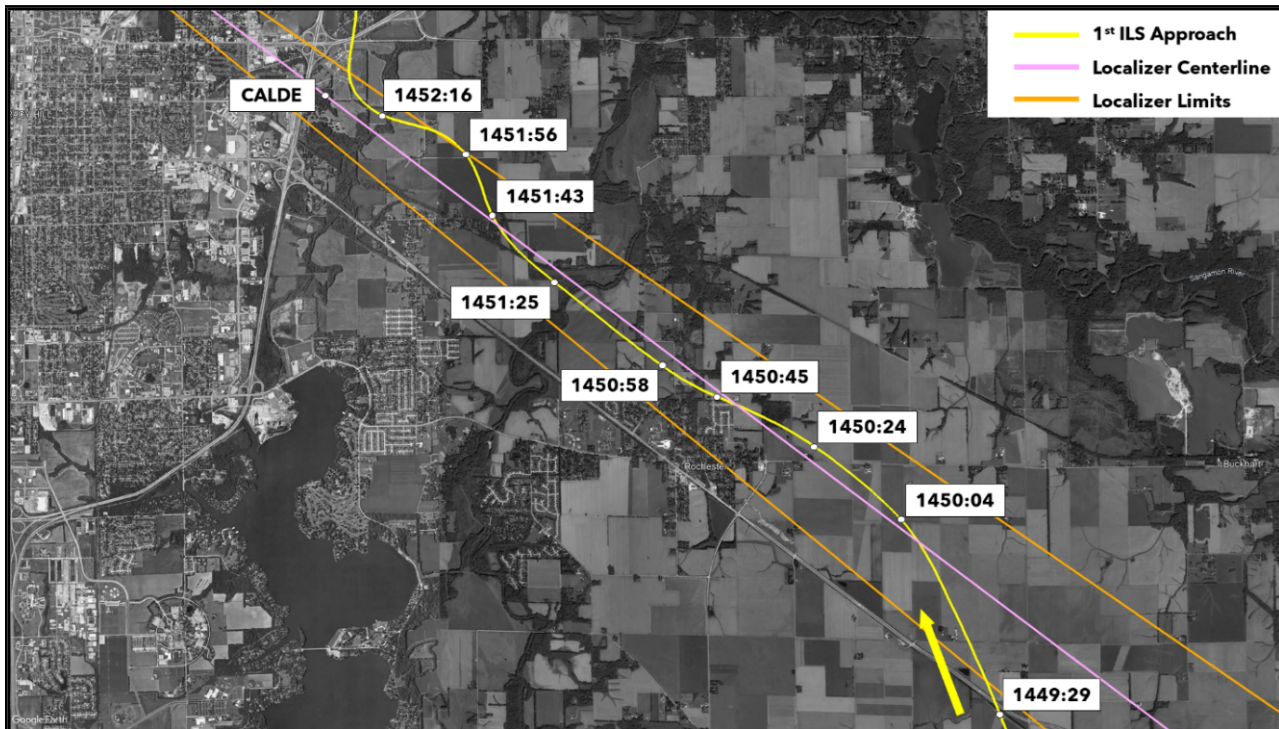 1st ILS Approach
Localizer Centerline
Localizer Limits
CALDE
1452:16
1451:56
1451:43
1451:25
1450:58
1450:45
1450:24
1450:04
1449:29
Sangamon River
Rochester
Google Earth